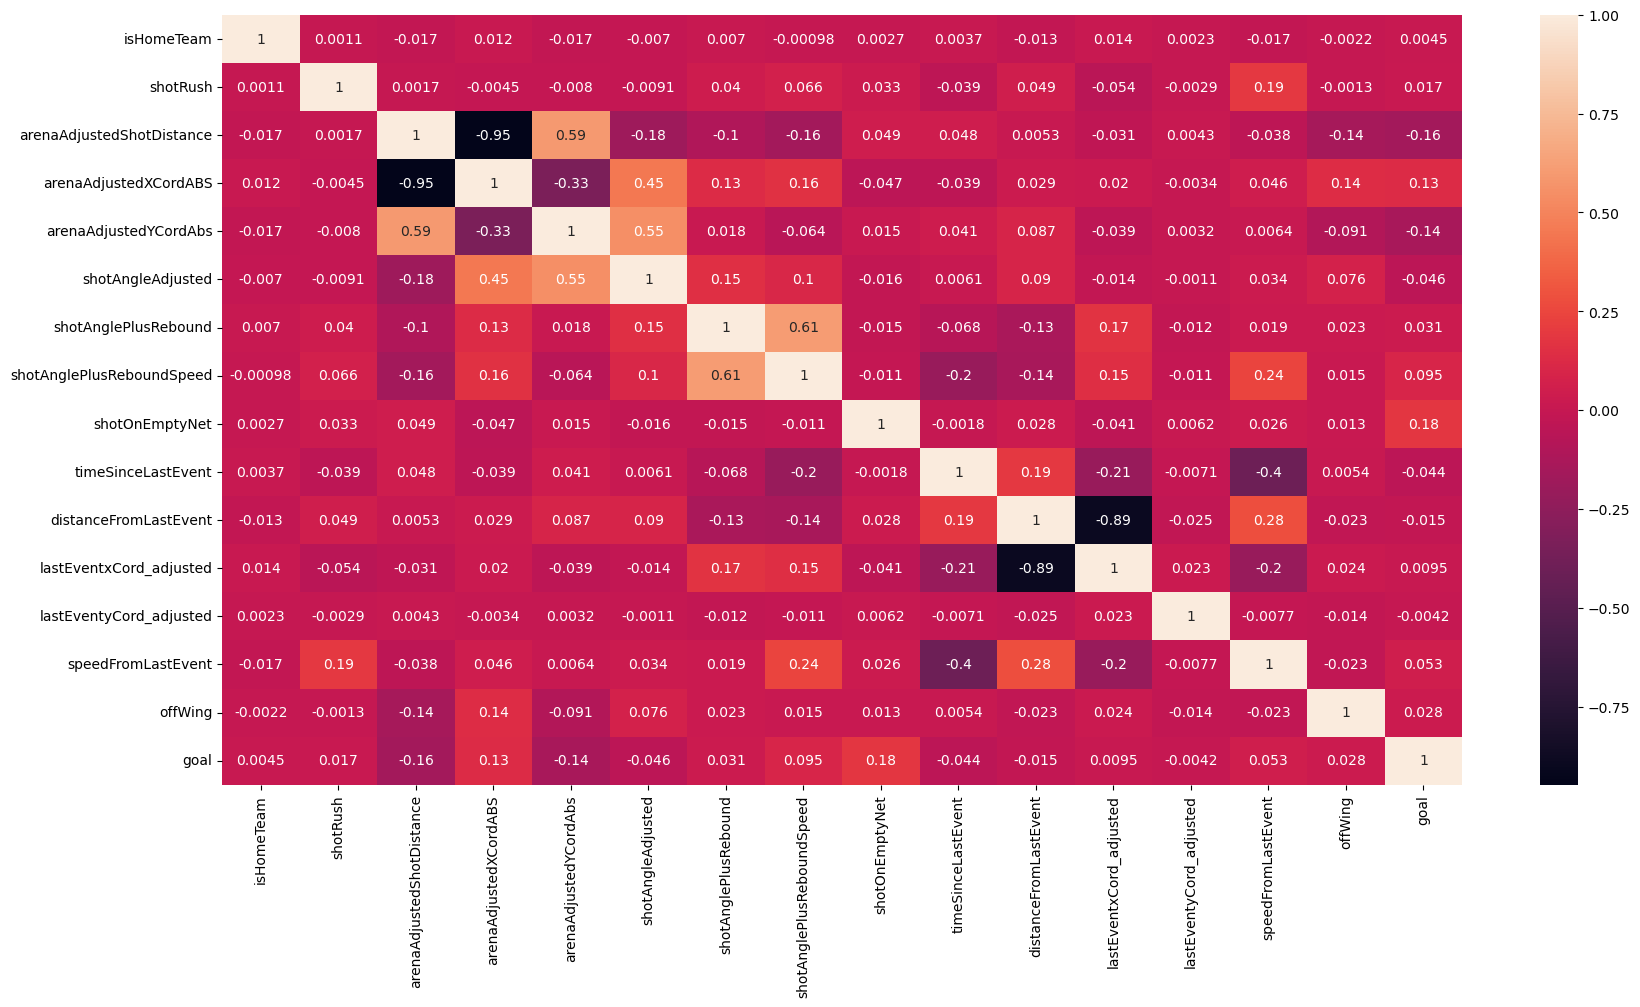 isHomeTeam 1 0.0011 -0.017 0.012 -0.017 -0.007 0.007 -0.00098 0.0027 0.0037 -0.013 0.014 0.0023 -0.017 -0.0022 0.0045
shotRush 0.0011 1 0.0017 -0.0045 -0.008 -0.0091 0.04 0.066 0.033 -0.039 0.049 -0.054 -0.0029 0.19 -0.0013 0.017
arenaAdjustedShotDistance -0.017 0.0017 1 -0.95 0.59 -0.18 -0.1 -0.16 0.049 0.048 0.0053 -0.031 0.0043 -0.038 -0.14 -0.16
arenaAdjustedXCordABS 0.012 -0.0045 -0.95 1 -0.33 0.45 0.13 0.16 -0.047 -0.039 0.029 0.02 -0.0034 0.046 0.14 0.13
arenaAdjustedYCordAbs -0.017 -0.008 0.59 -0.33 1 0.55 0.018 -0.064 0.015 0.041 0.087 -0.039 0.0032 0.0064 -0.091 -0.14
shotAngleAdjusted -0.007 -0.0091 -0.18 0.45 0.55 1 0.15 0.1 -0.016 0.0061 0.09 -0.014 -0.0011 0.034 0.076 -0.046
shotAnglePlusRebound 0.007 0.04 -0.1 0.13 0.018 0.15 1 0.61 -0.015 -0.068 -0.13 0.17 -0.012 0.019 0.023 0.031
shotAnglePlusReboundSpeed -0.00098 0.066 -0.16 0.16 -0.064 0.1 0.61 1 -0.011 -0.2 -0.14 0.15 -0.011 0.24 0.015 0.095
shotOnEmptyNet 0.0027 0.033 0.049 -0.047 0.015 -0.016 -0.015 -0.011 1 -0.0018 0.028 -0.041 0.0062 0.026 0.013 0.18
timeSinceLastEvent 0.0037 -0.039 0.048 -0.039 0.041 0.0061 -0.068 -0.2 -0.0018 1 0.19 -0.21 -0.0071 -0.4 0.0054 -0.044
distanceFromLastEvent -0.013 0.049 0.0053 0.029 0.087 0.09 -0.13 -0.14 0.028 0.19 1 -0.89 -0.025 0.28 -0.023 -0.015
lastEventxCord_adjusted 0.014 -0.054 -0.031 0.02 -0.039 -0.014 0.17 0.15 -0.041 -0.21 -0.89 1 0.023 -0.2 0.024 0.0095
lastEventyCord_adjusted 0.0023 -0.0029 0.0043 -0.0034 0.0032 -0.0011 -0.012 -0.011 0.0062 -0.0071 -0.025 0.023 1 -0.0077 -0.014 -0.0042
speedFromLastEvent -0.017 0.19 -0.038 0.046 0.0064 0.034 0.019 0.24 0.026 -0.4 0.28 -0.2 -0.0077 1 -0.023 0.053
offWing -0.0022 -0.0013 -0.14 0.14 -0.091 0.076 0.023 0.015 0.013 0.0054 -0.023 0.024 -0.014 -0.023 1 0.028
goal 0.0045 0.017 -0.16 0.13 -0.14 -0.046 0.031 0.095 0.18 -0.044 -0.015 0.0095 -0.0042 0.053 0.028 1
isHomeTeam
shotRush
arenaAdjustedShotDistance
arenaAdjustedXCordABS
arenaAdjustedYCordAbs
shotAngleAdjusted
shotAnglePlusRebound
shotAnglePlusReboundSpeed
shotOnEmptyNet
timeSinceLastEvent
distanceFromLastEvent
lastEventxCord_adjusted
lastEventyCord_adjusted
speedFromLastEvent
offWing
goal
1.00
0.75
0.50
0.25
0.00
-0.25
-0.50
-0.75